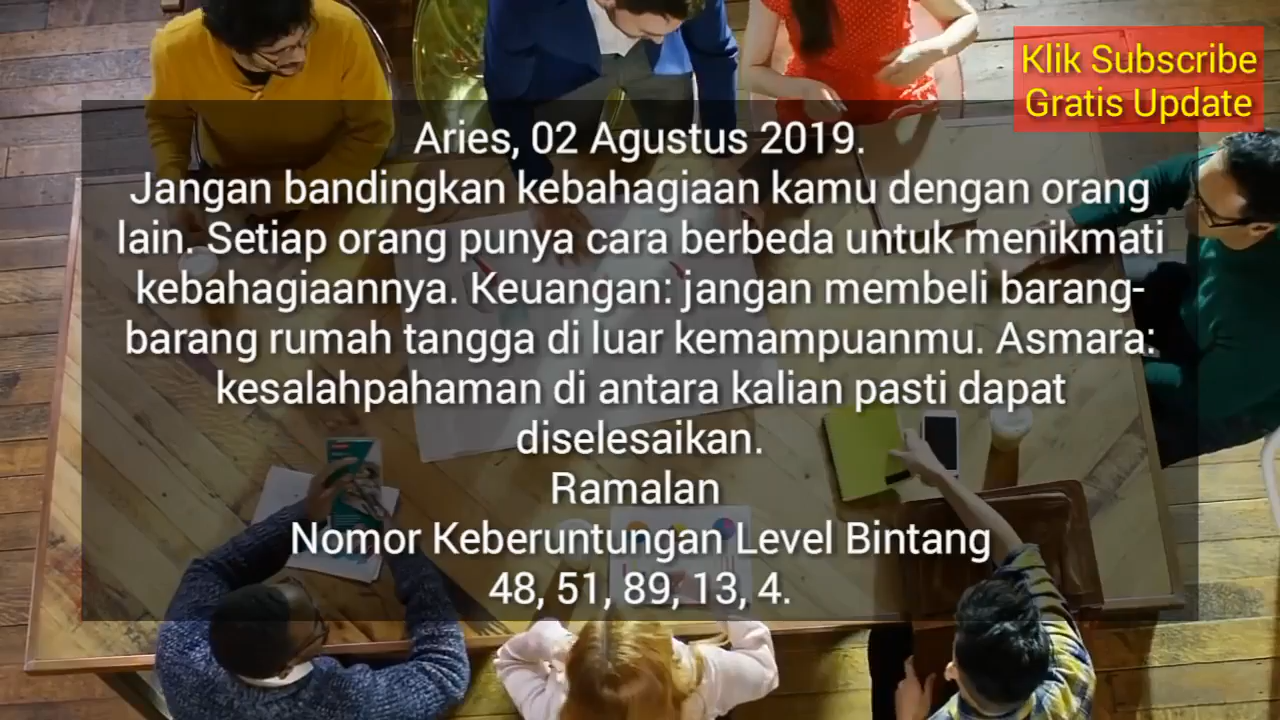 Klik Subscribe
Gratis Update
Aries, 02 Agustus 2019.
Jangan bandingkan kebahagiaan kamu dengan orang
lain. Setiap orang punya cara berbeda untuk menikmati
kebahagiaannya. Keuangan: jangan membeli barang-
barang rumah tangga di luar kemampuanmu. Asmara:
kesalahpahaman di antara kalian pasti dapat
diselesaikan.
Ramalan
Nomor Keberuntungan Level Bintang
48, 51, 89, 13, 4.